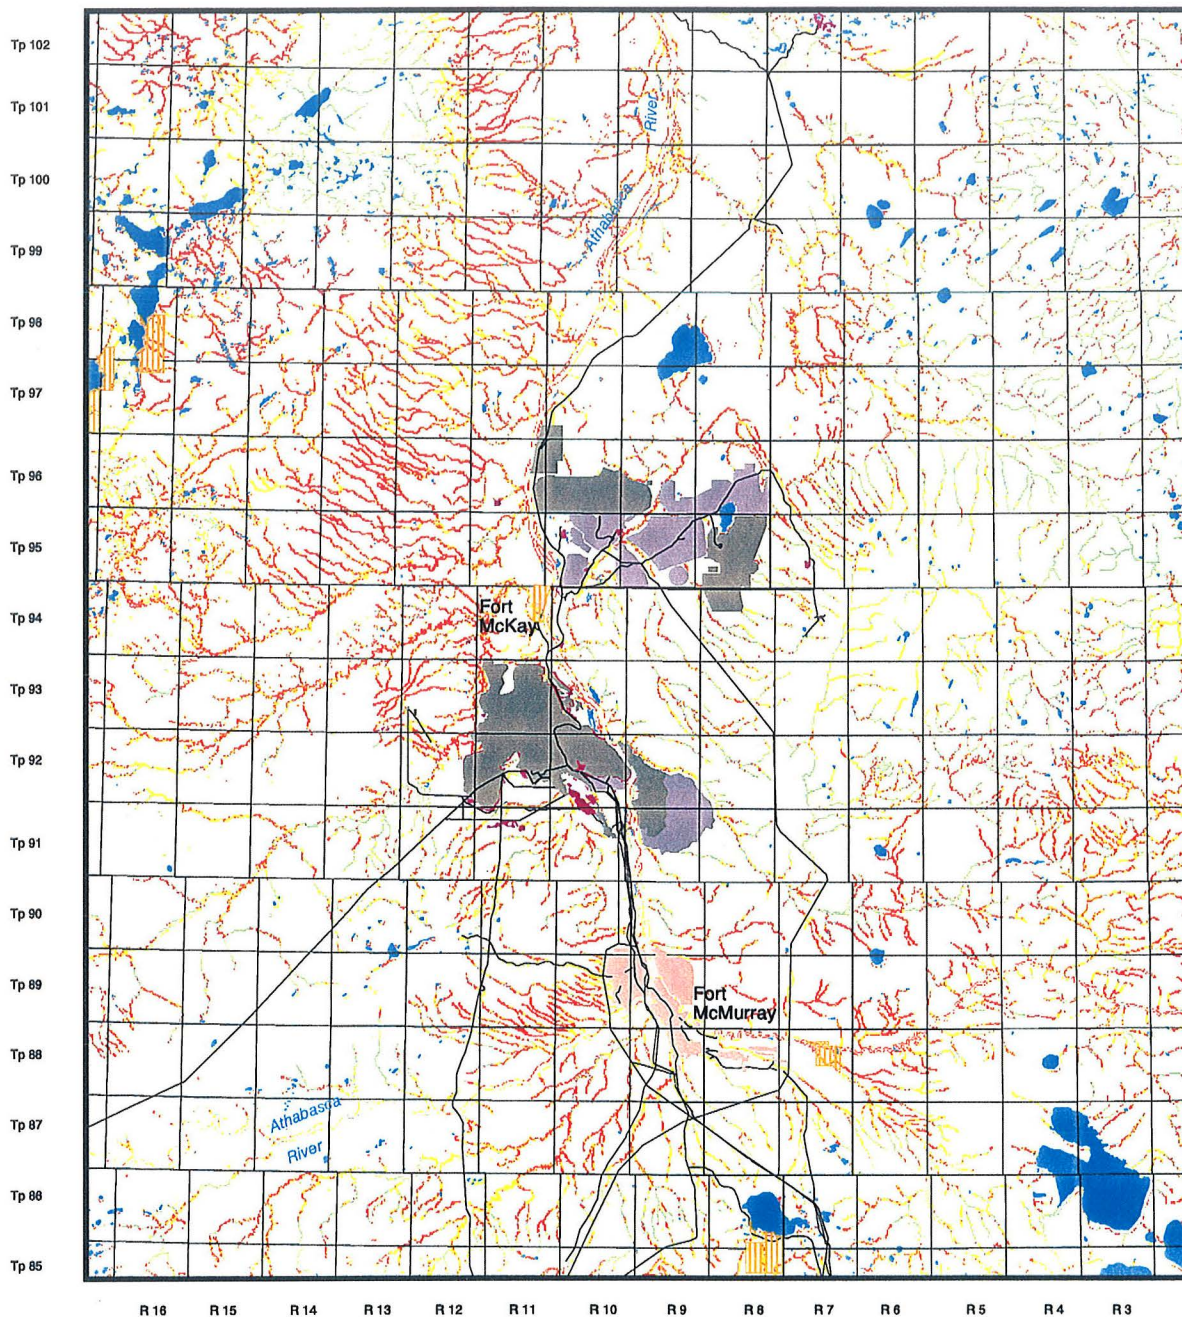 Tp 102
Tp 101
River
Tp 100
Athabasca
Tp 99
Tp 98
Tp 97
Tp 96
Tp 95
Tp 94
Fort
McKay
Tp 93
Tp 92
Tp 91
Tp 90
Tp 89
Fort
McMurray
Tp 88
Tp 87
Athabasca
River
Tp 86
Tp 85
R 16 R 15 R 14 R 13 R 12 R 11 R 10 R 9 R 8 R 7 R 6 R 5 R 4 R 3